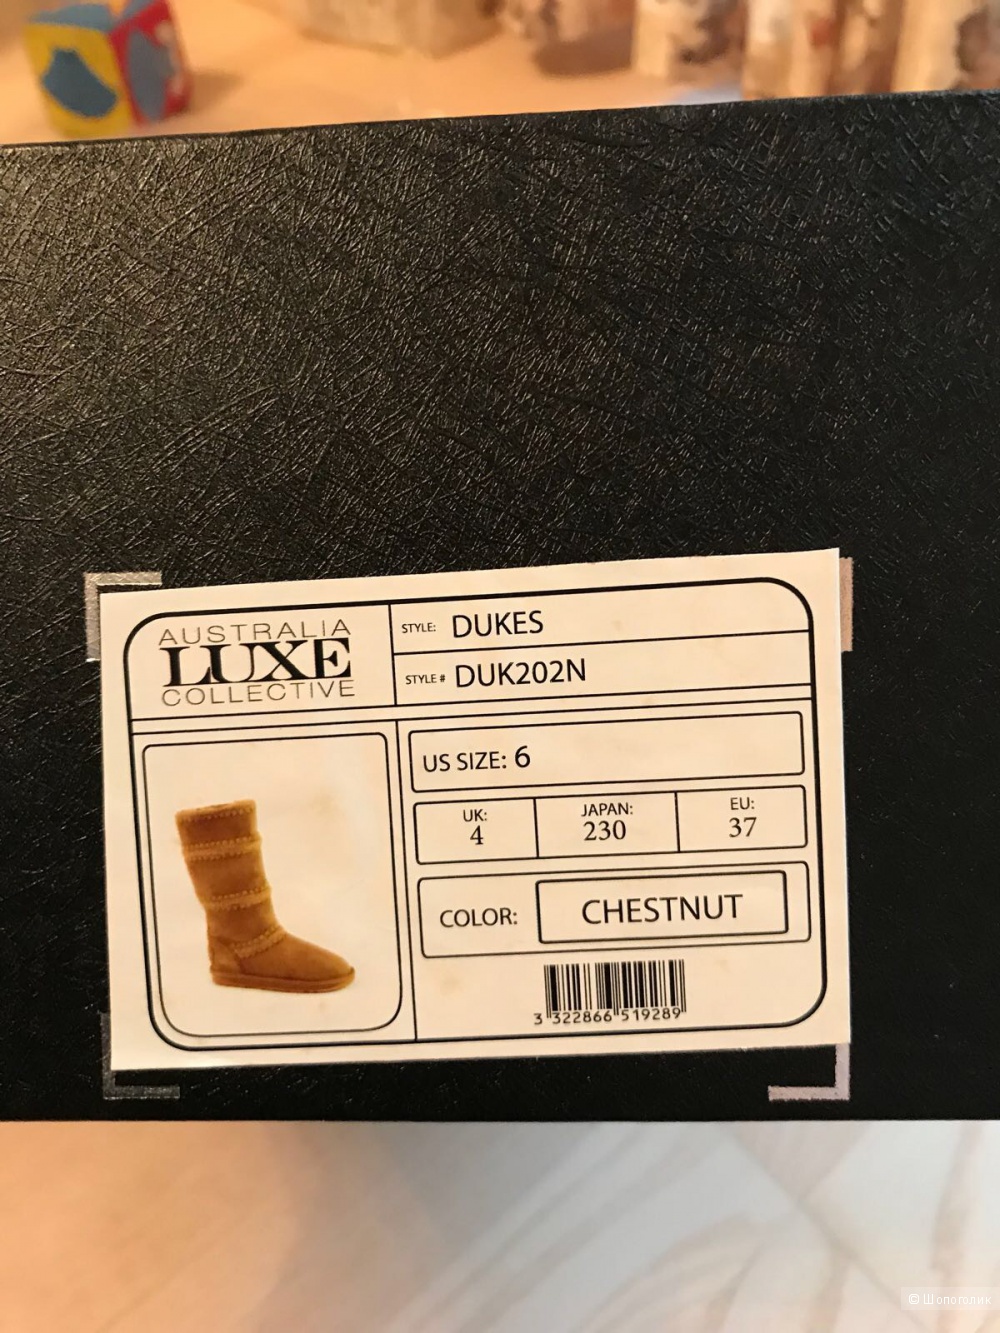 AUSTRALIA
LUXE
COLLECTIVE
STYLE: DUKES
STYLE # DUK202N
US SIZE: 6
UK:
4
JAPAN:
230
EU:
37
COLOR: CHESTNUT
3 322866 519289
© Шопоголик